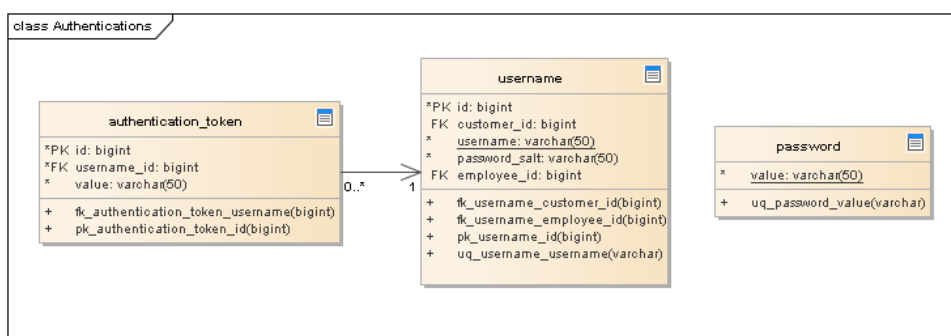 class Authentications
authentication_token
*PK id: bigint
*FK username_id: bigint
* value: varchar(50)
+ fk_authentication_token_username(bigint)
+ pk_authentication_token_id(bigint)
0..*
1
username
*PK id: bigint
FK customer_id: bigint
* username: varchar(50)
* password_salt: varchar(50)
FK employee_id: bigint
+ fk_username_customer_id(bigint)
+ fk_username_employee_id(bigint)
+ pk_username_id(bigint)
+ uq_username_username(varchar)
password
* value: varchar(50)
+ uq_password_value(varchar)